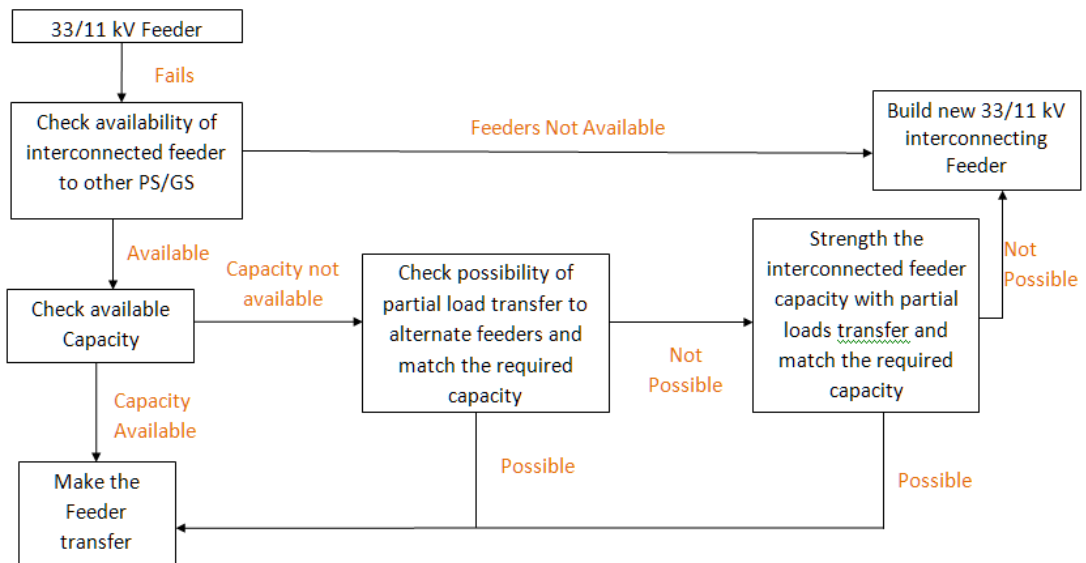 33/11 kV Feeder
Fails
Check availability of
interconnected feeder
to other PS/GS
Feeders Not Available
Build new 33/11 kV
interconnecting
Feeder
Available
Check available
Capacity
Capacity not
available
Check possibility of
partial load transfer to
alternate feeders and
match the required
capacity
Not
Possible
Strength the
interconnected feeder
capacity with partial
loads transfer and
match the required
capacity
Not
Possible
Capacity
Available
Possible
Possible
Make the
Feeder
transfer